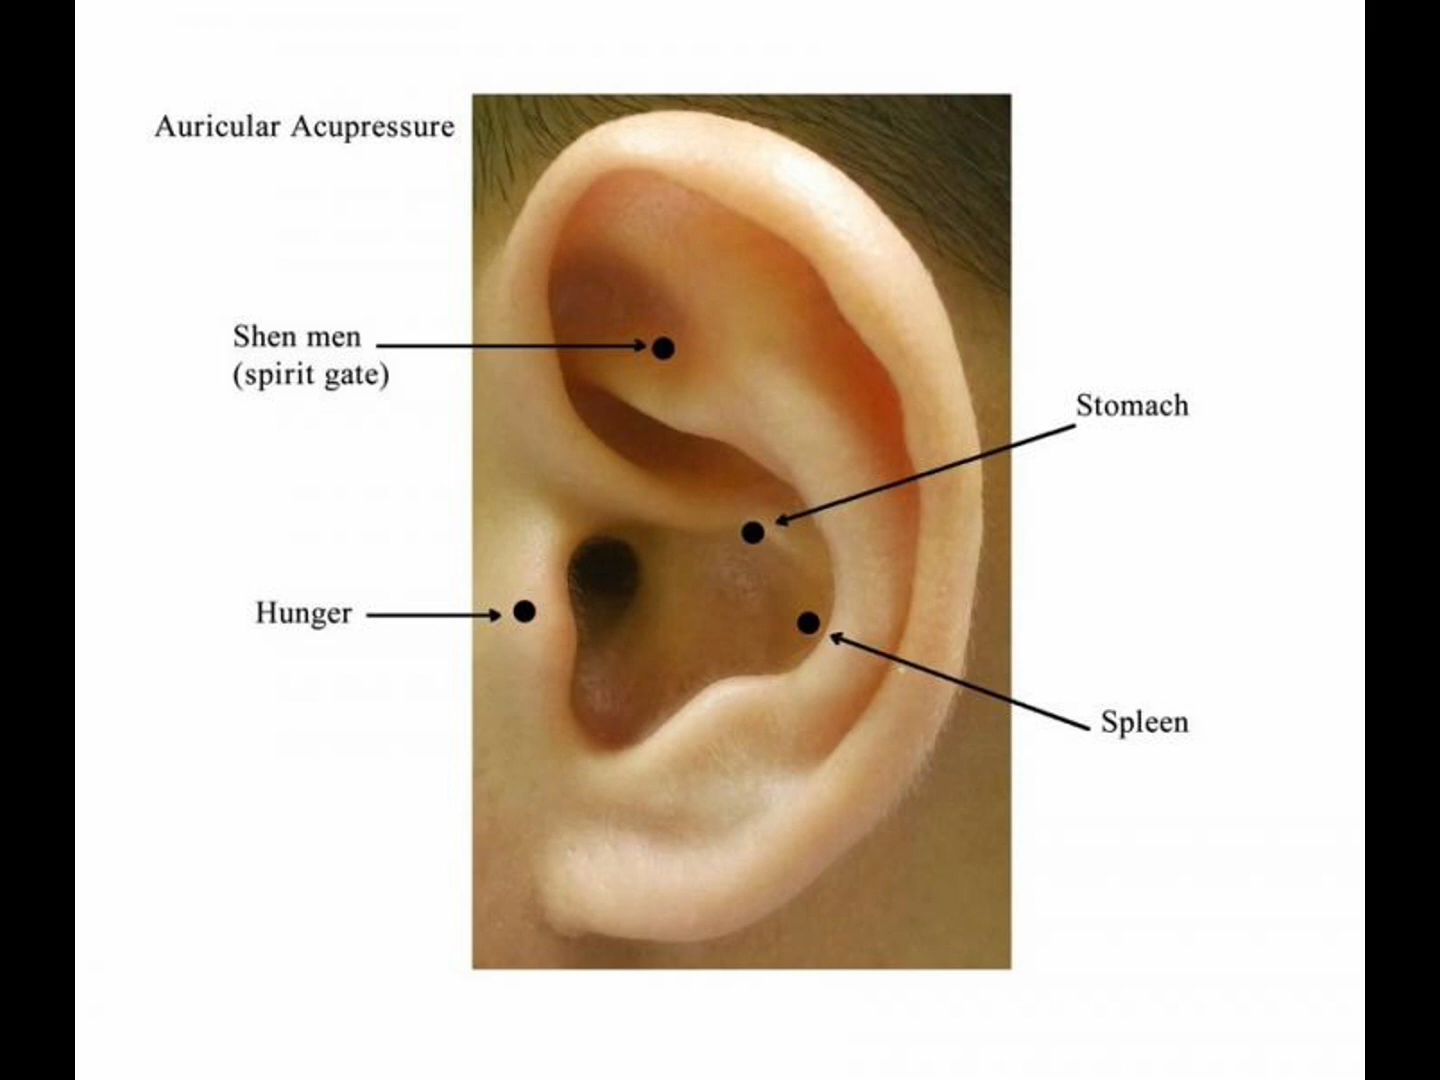 Auricular Acupressure
Shen men
(spirit gate)
Stomach
Hunger
Spleen